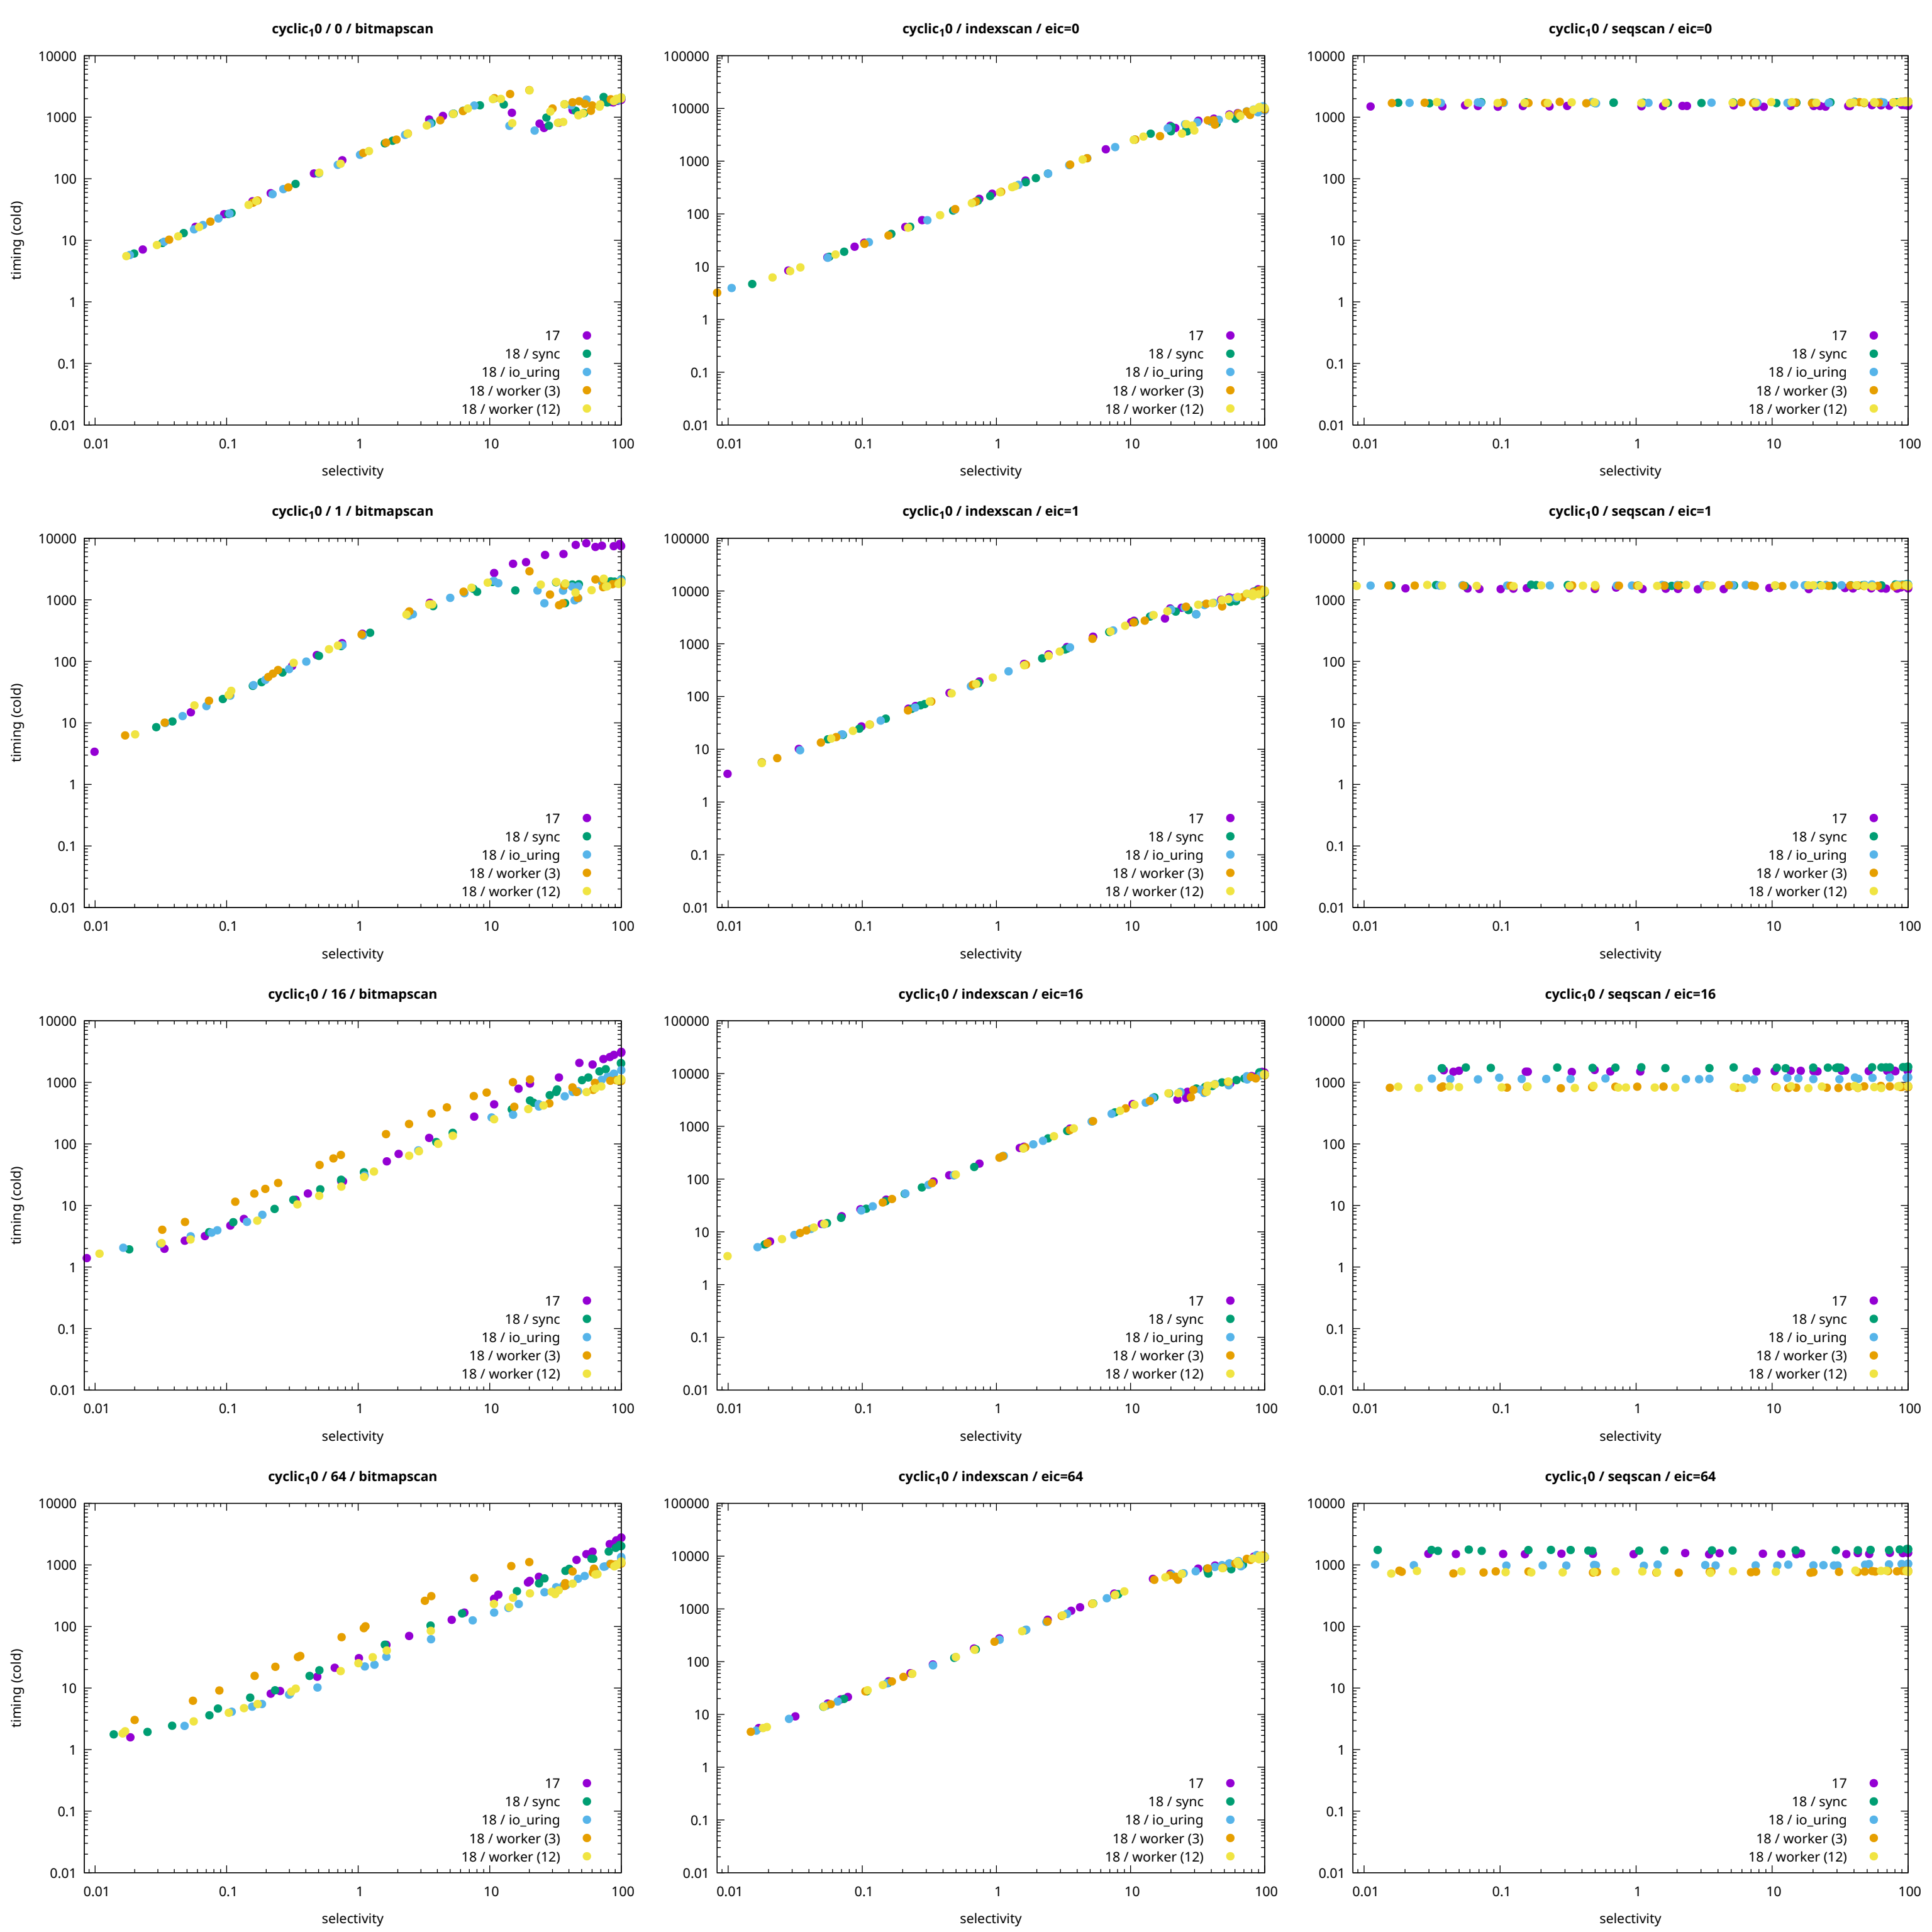 cyclic₁0 / 0 / bitmapscan
10000
1000
100
10
1
0.1
0.01
timing (cold)
17
18 / sync
18 / io_uring
18 / worker (3)
18 / worker (12)
0.01 0.1 1 10 100
selectivity
cyclic₁0 / indexscan / eic=0
100000
10000
1000
100
10
1
0.1
0.01
17
18 / sync
18 / io_uring
18 / worker (3)
18 / worker (12)
0.01 0.1 1 10 100
selectivity
cyclic₁0 / seqscan / eic=0
10000
1000
100
10
1
0.1
0.01
17
18 / sync
18 / io_uring
18 / worker (3)
18 / worker (12)
0.01 0.1 1 10 100
selectivity
cyclic₁0 / 1 / bitmapscan
10000
1000
100
10
1
0.1
0.01
timing (cold)
17
18 / sync
18 / io_uring
18 / worker (3)
18 / worker (12)
0.01 0.1 1 10 100
selectivity
cyclic₁0 / indexscan / eic=1
100000
10000
1000
100
10
1
0.1
0.01
17
18 / sync
18 / io_uring
18 / worker (3)
18 / worker (12)
0.01 0.1 1 10 100
selectivity
cyclic₁0 / seqscan / eic=1
10000
1000
100
10
1
0.1
0.01
17
18 / sync
18 / io_uring
18 / worker (3)
18 / worker (12)
0.01 0.1 1 10 100
selectivity
cyclic₁0 / 16 / bitmapscan
10000
1000
100
10
1
0.1
0.01
timing (cold)
17
18 / sync
18 / io_uring
18 / worker (3)
18 / worker (12)
0.01 0.1 1 10 100
selectivity
cyclic₁0 / indexscan / eic=16
100000
10000
1000
100
10
1
0.1
0.01
17
18 / sync
18 / io_uring
18 / worker (3)
18 / worker (12)
0.01 0.1 1 10 100
selectivity
cyclic₁0 / seqscan / eic=16
10000
1000
100
10
1
0.1
0.01
17
18 / sync
18 / io_uring
18 / worker (3)
18 / worker (12)
0.01 0.1 1 10 100
selectivity
cyclic₁0 / 64 / bitmapscan
10000
1000
100
10
1
0.1
0.01
timing (cold)
17
18 / sync
18 / io_uring
18 / worker (3)
18 / worker (12)
0.01 0.1 1 10 100
selectivity
cyclic₁0 / indexscan / eic=64
100000
10000
1000
100
10
1
0.1
0.01
17
18 / sync
18 / io_uring
18 / worker (3)
18 / worker (12)
0.01 0.1 1 10 100
selectivity
cyclic₁0 / seqscan / eic=64
10000
1000
100
10
1
0.1
0.01
17
18 / sync
18 / io_uring
18 / worker (3)
18 / worker (12)
0.01 0.1 1 10 100
selectivity